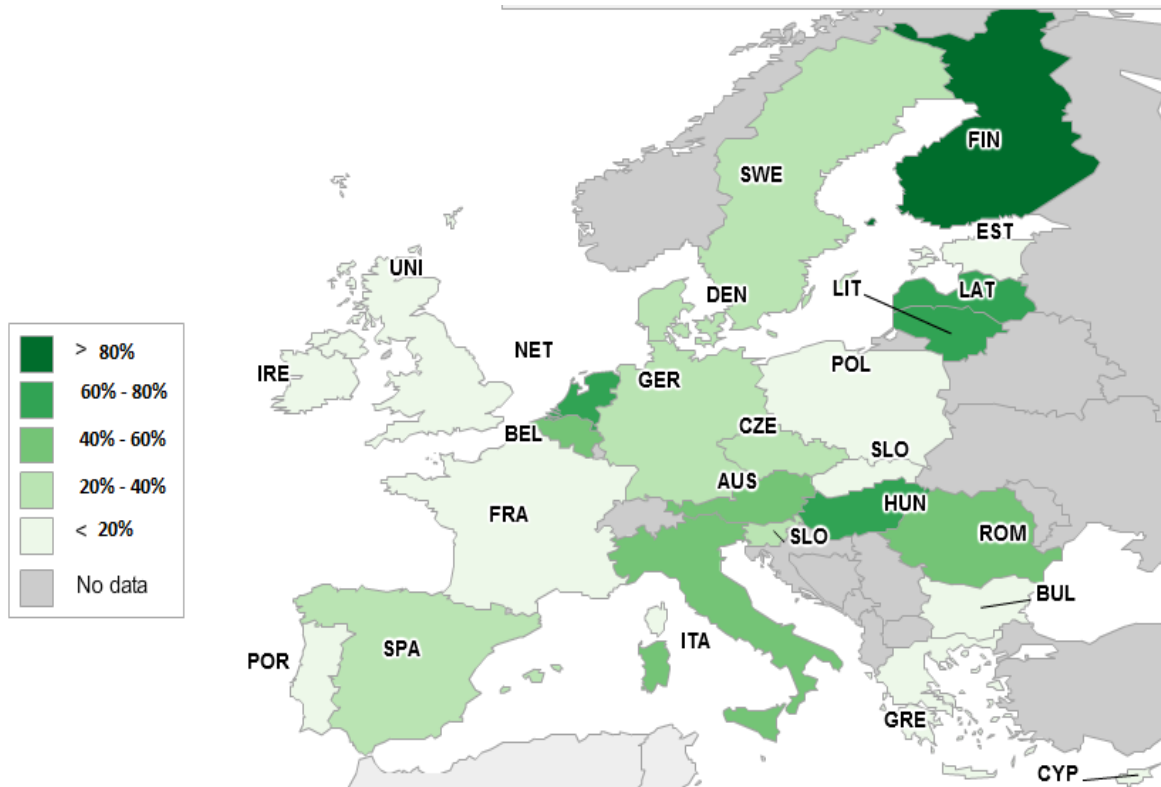 FIN
SWE
EST
UNI
DEN
LIT
LAT
NET
IRE
GER
POL
BEL
CZE
SLO
AUS
FRA
HUN
SLO
ROM
BUL
POR
SPA
ITA
GRE
CYP
> 80%
60% - 80%
40% - 60%
20% - 40%
< 20%
No data